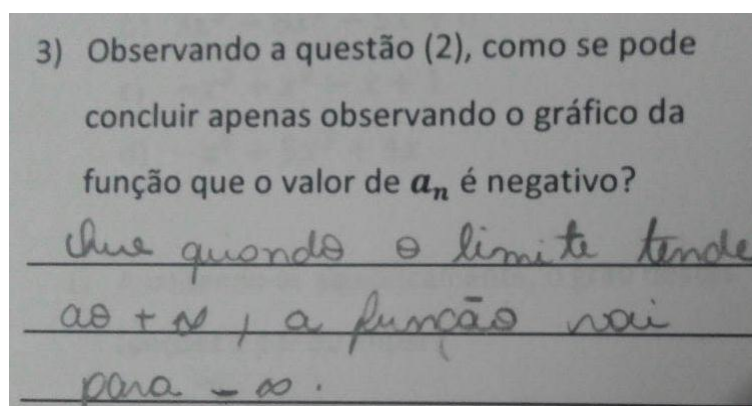 3) Observando a questão (2), como se pode
concluir apenas observando o gráfico da
função que o valor de aₙ é negativo?
Que quando o limite tende
ao + ∞, a função vai
para - ∞.